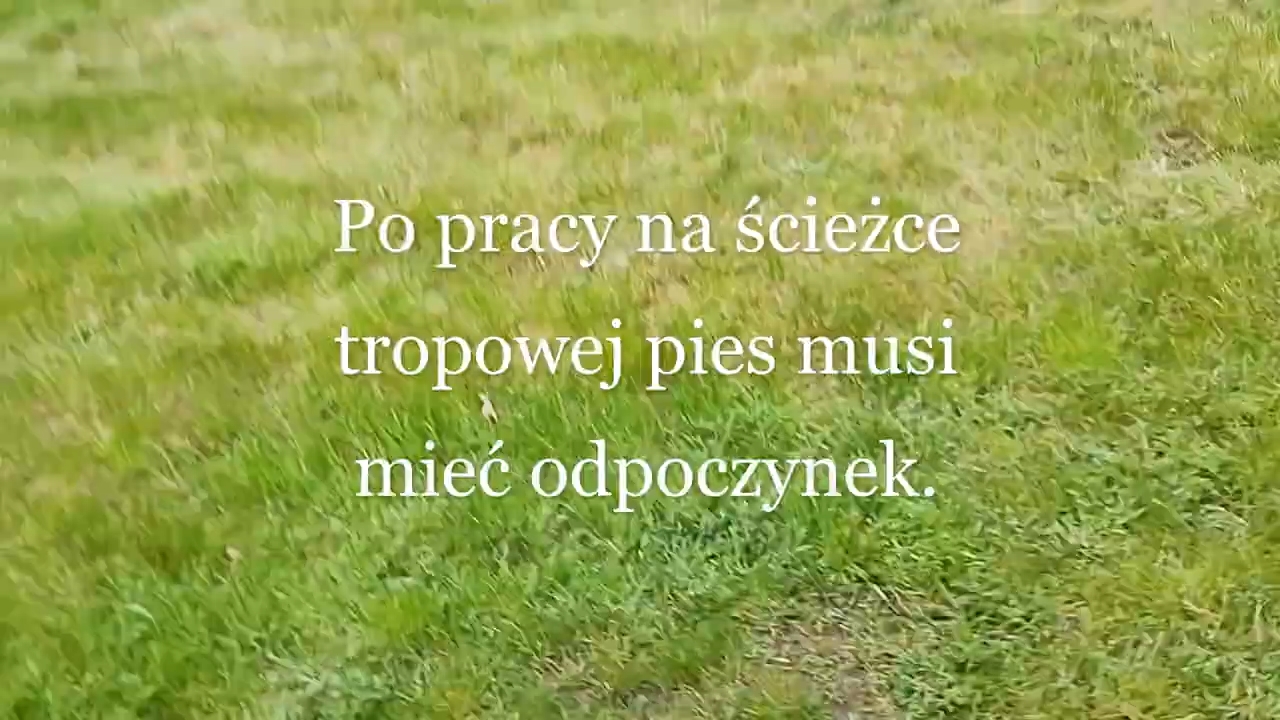 Po pracy na ścieżce
tropowej pies musi
mieć odpoczynek.